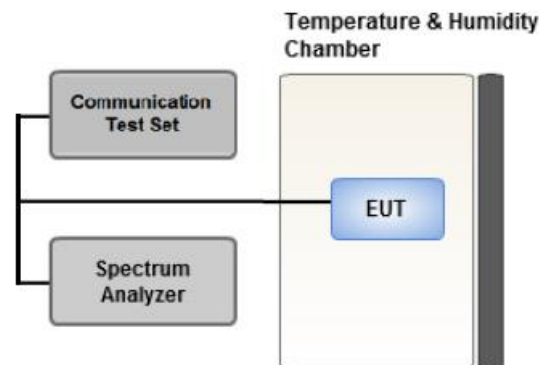 Temperature & Humidity
Chamber
Communication
Test Set
EUT
Spectrum
Analyzer